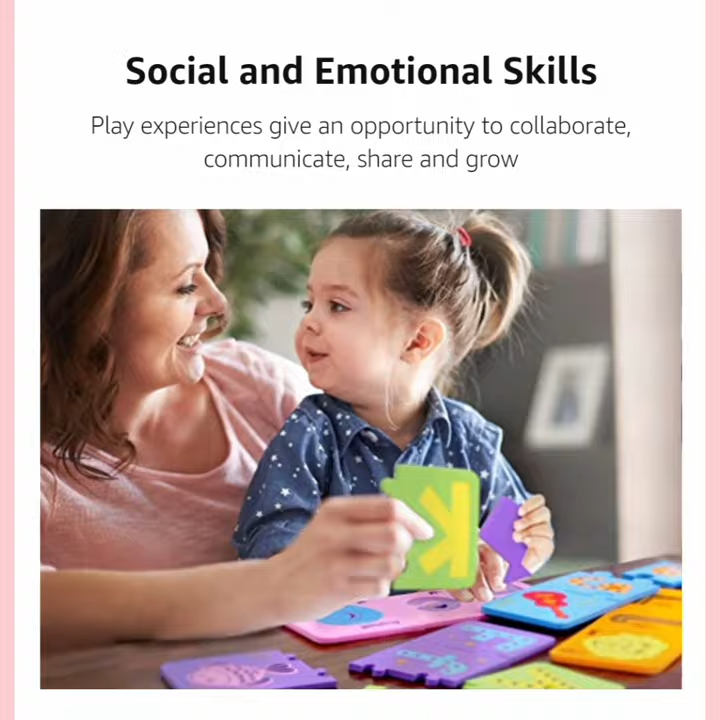 Social and Emotional Skills
Play experiences give an opportunity to collaborate,
communicate, share and grow
K